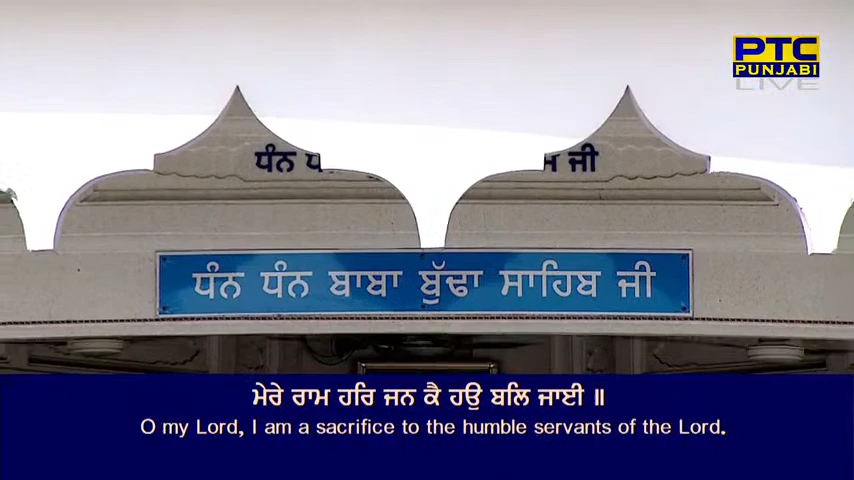 PTC
PUNJABI
LIVE
ਧੰਨ
ਜੀ
ਧੰਨ ਧੰਨ ਬਾਬਾ ਬੁੱਢਾ ਸਾਹਿਬ ਜੀ
ਮੇਰੇ ਰਾਮ ਹਰਿ ਜਨ ਕੈ ਹਉ ਬਲਿ ਜਾਈ ॥
O my Lord, I am a sacrifice to the humble servants of the Lord.